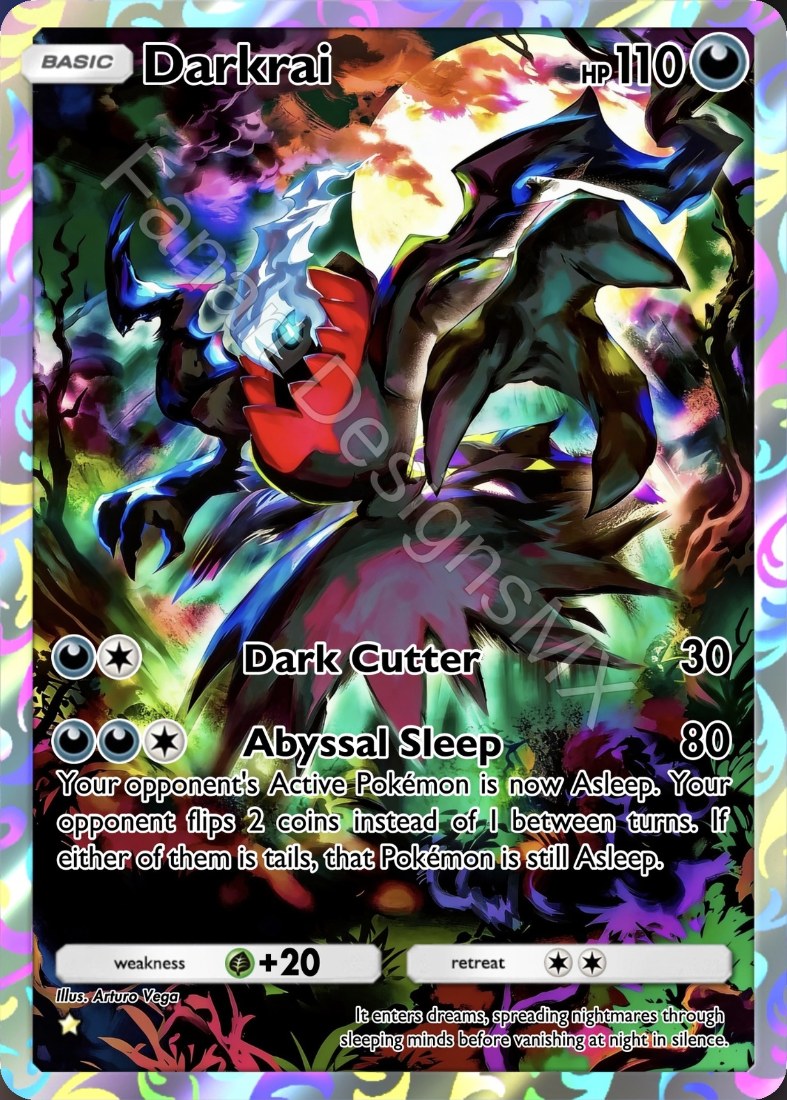 BASIC Darkrai HP 110
Fanart DesignsMX
Dark Cutter 30
Abyssal Sleep 80
Your opponent's Active Pokémon is now Asleep. Your
opponent flips 2 coins instead of 1 between turns. If
either of them is tails, that Pokémon is still Asleep.
weakness +20 retreat
Illus. Arturo Vega
It enters dreams, spreading nightmares through
sleeping minds before vanishing at night in silence.